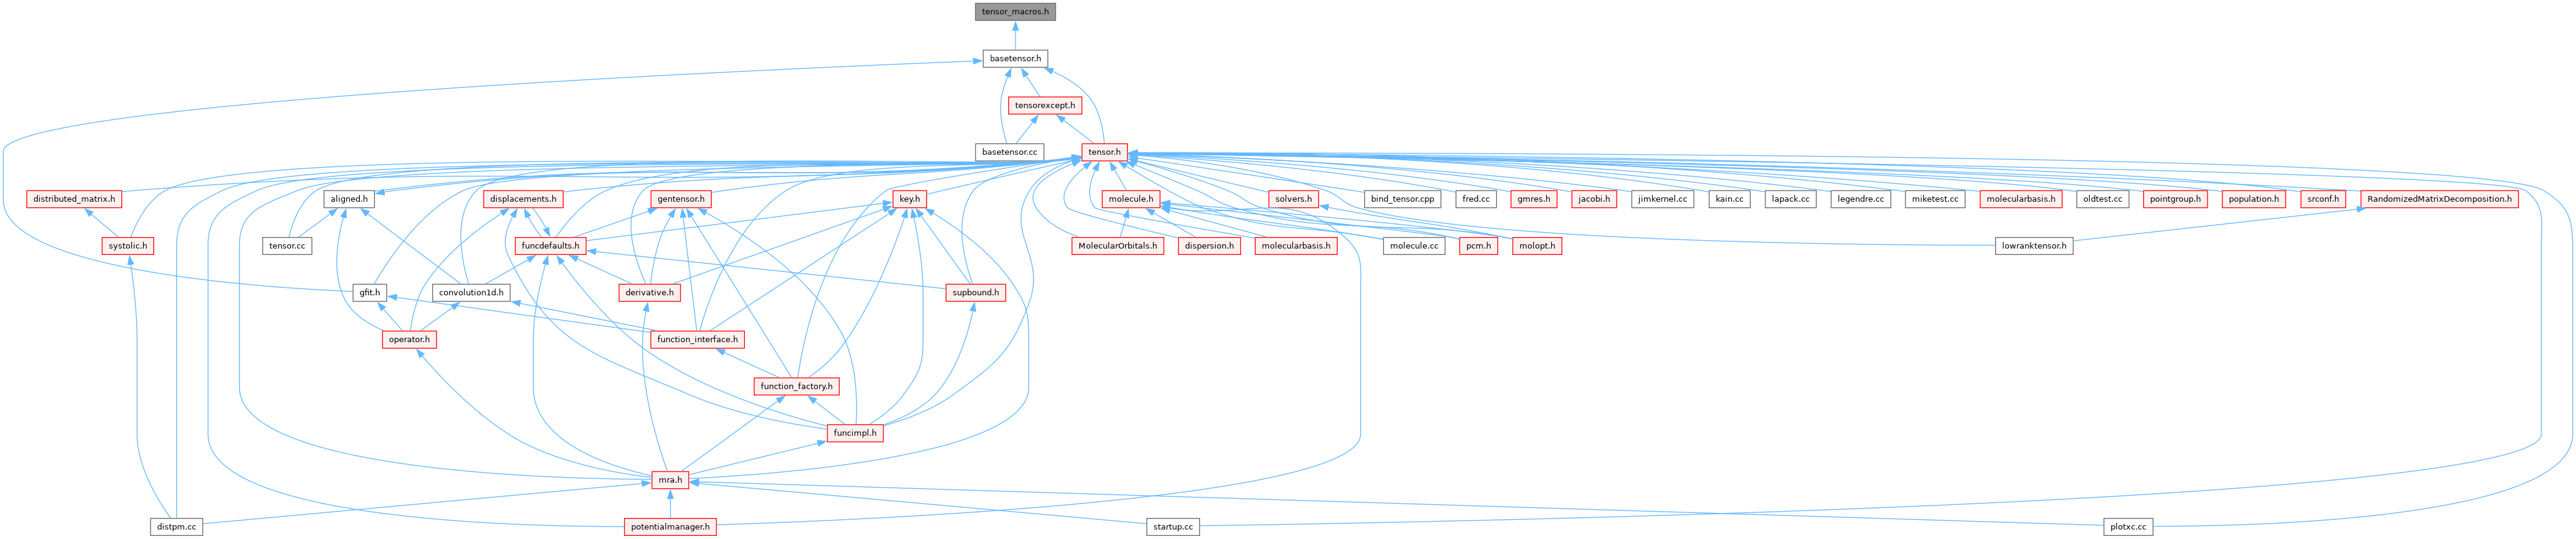 tensor_macros.h
basetensor.h
tensorexcept.h
basetensor.cc
tensor.h
distributed_matrix.h
aligned.h
displacements.h
gentensor.h
key.h
molecule.h
solvers.h
bind_tensor.cpp
fred.cc
gmres.h
jacobi.h
jimkernel.cc
kain.cc
lapack.cc
legendre.cc
miketest.cc
molecularbasis.h
oldtest.cc
pointgroup.h
population.h
srconf.h
RandomizedMatrixDecomposition.h
systolic.h
tensor.cc
funcdefaults.h
MolecularOrbitals.h
dispersion.h
molecularbasis.h
molecule.cc
pcm.h
molopt.h
lowranktensor.h
gfit.h
convolution1d.h
derivative.h
supbound.h
operator.h
function_interface.h
function_factory.h
funcimpl.h
mra.h
distpm.cc
potentialmanager.h
startup.cc
plotxc.cc